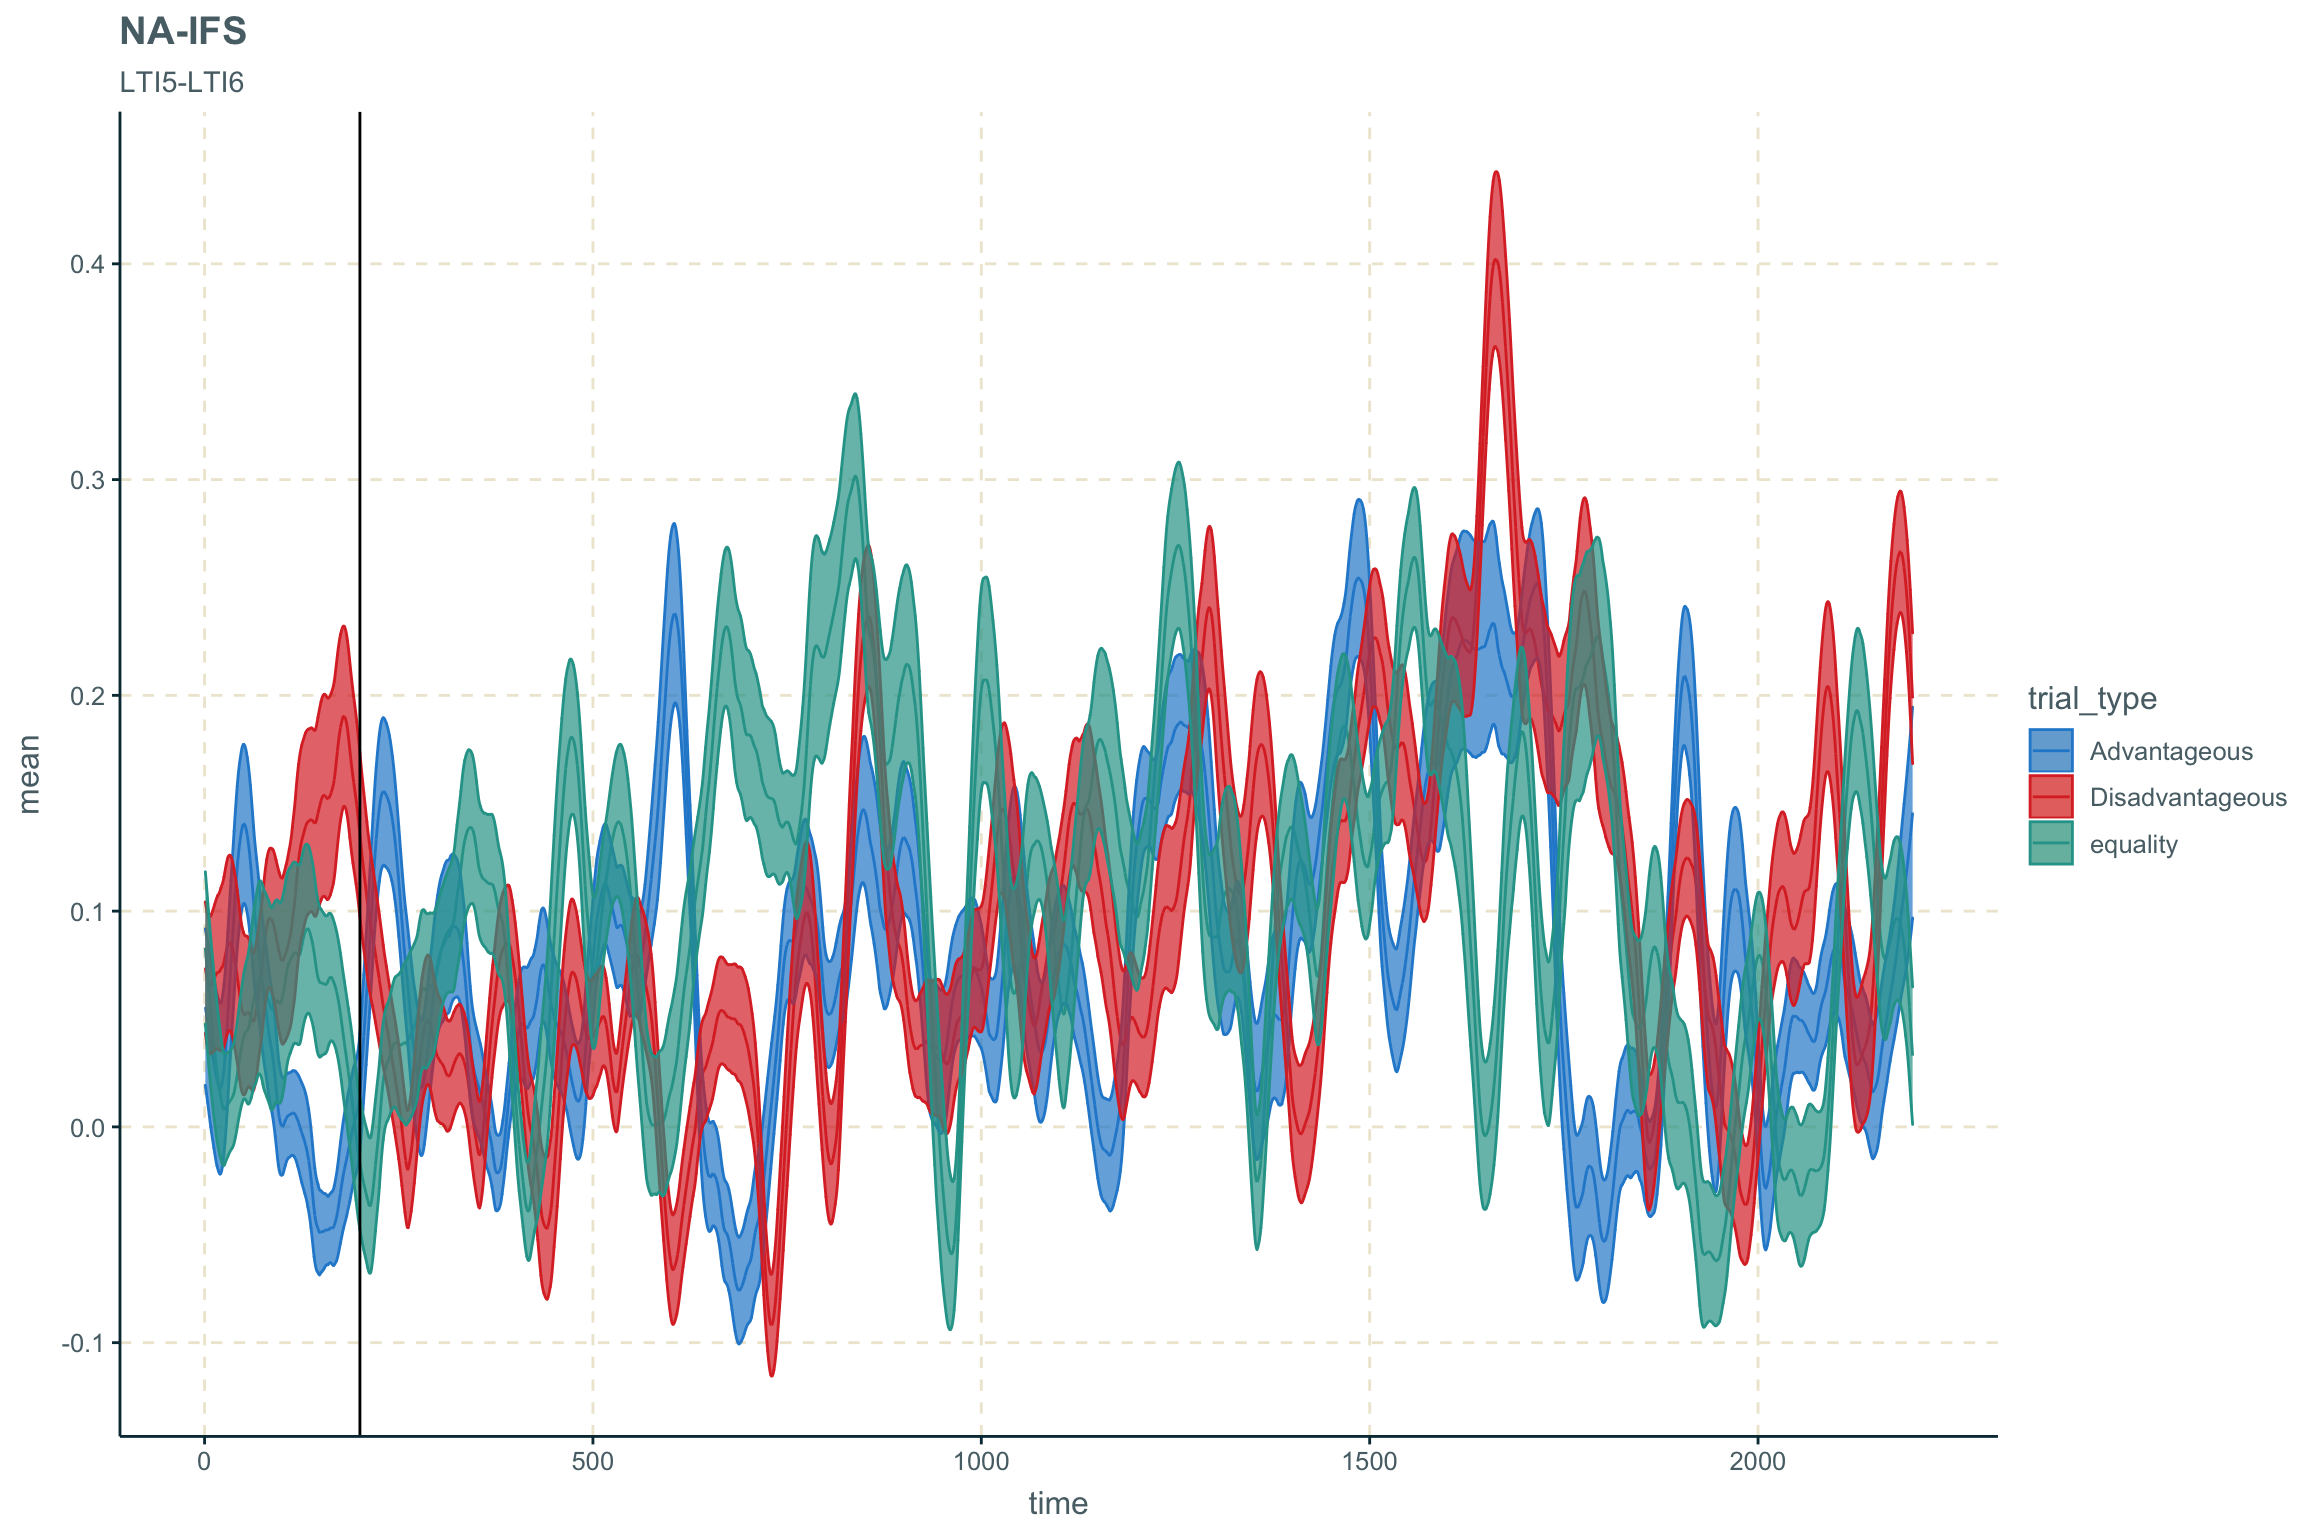 NA-IFS
LTI5-LTI6
mean
0.4
0.3
0.2
0.1
0.0
-0.1
0
500
1000
1500
2000
time
trial_type
Advantageous
Disadvantageous
equality